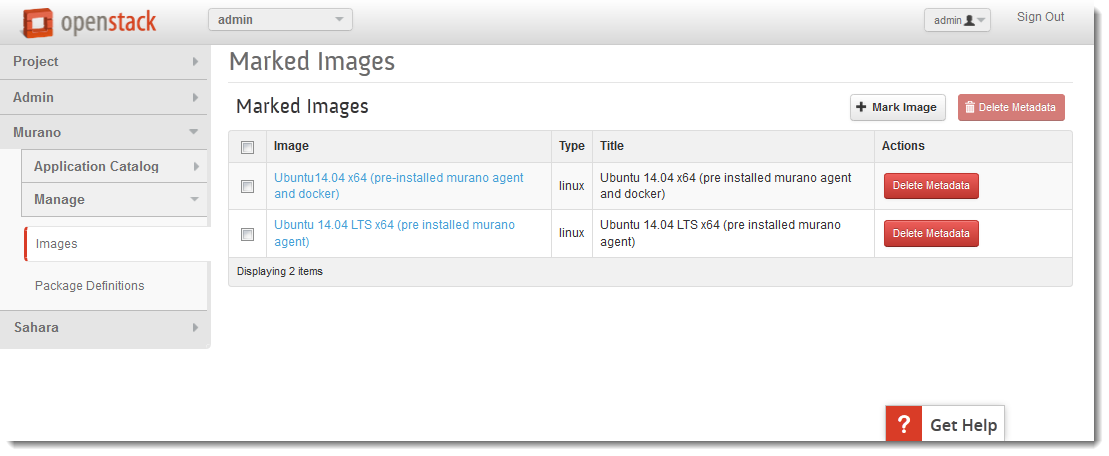 openstack
admin
admin
Sign Out
Project
Admin
Murano
Application Catalog
Manage
Images
Package Definitions
Sahara
Marked Images
Marked Images
Mark Image
Delete Metadata
Image Type Title Actions
Ubuntu14.04 x64 (pre-installed murano agent
and docker)
linux
Ubuntu 14.04 x64 (pre installed murano agent
and docker)
Delete Metadata
Ubuntu 14.04 LTS x64 (pre installed murano
agent)
linux
Ubuntu 14.04 LTS x64 (pre installed murano
agent)
Delete Metadata
Displaying 2 items
? Get Help